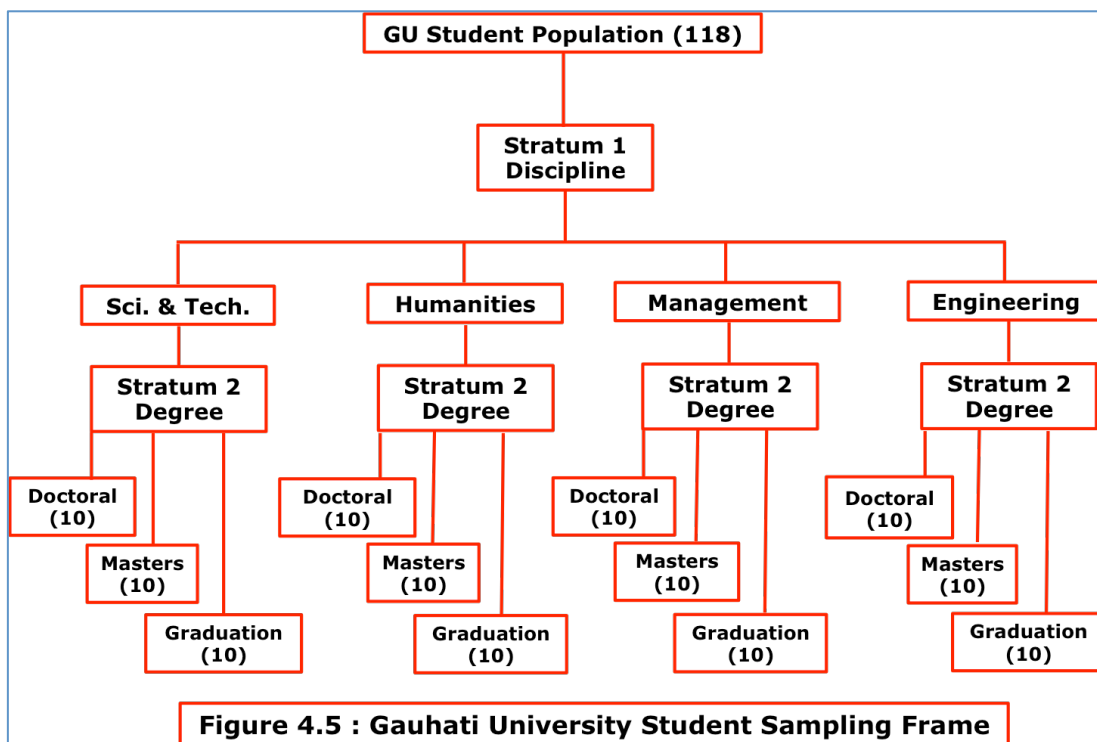 GU Student Population (118)
Stratum 1
Discipline
Sci. & Tech.
Humanities
Management
Engineering
Stratum 2
Degree
Stratum 2
Degree
Stratum 2
Degree
Stratum 2
Degree
Doctoral
(10)
Masters
(10)
Graduation
(10)
Doctoral
(10)
Masters
(10)
Graduation
(10)
Doctoral
(10)
Masters
(10)
Graduation
(10)
Doctoral
(10)
Masters
(10)
Graduation
(10)
Figure 4.5 : Gauhati University Student Sampling Frame